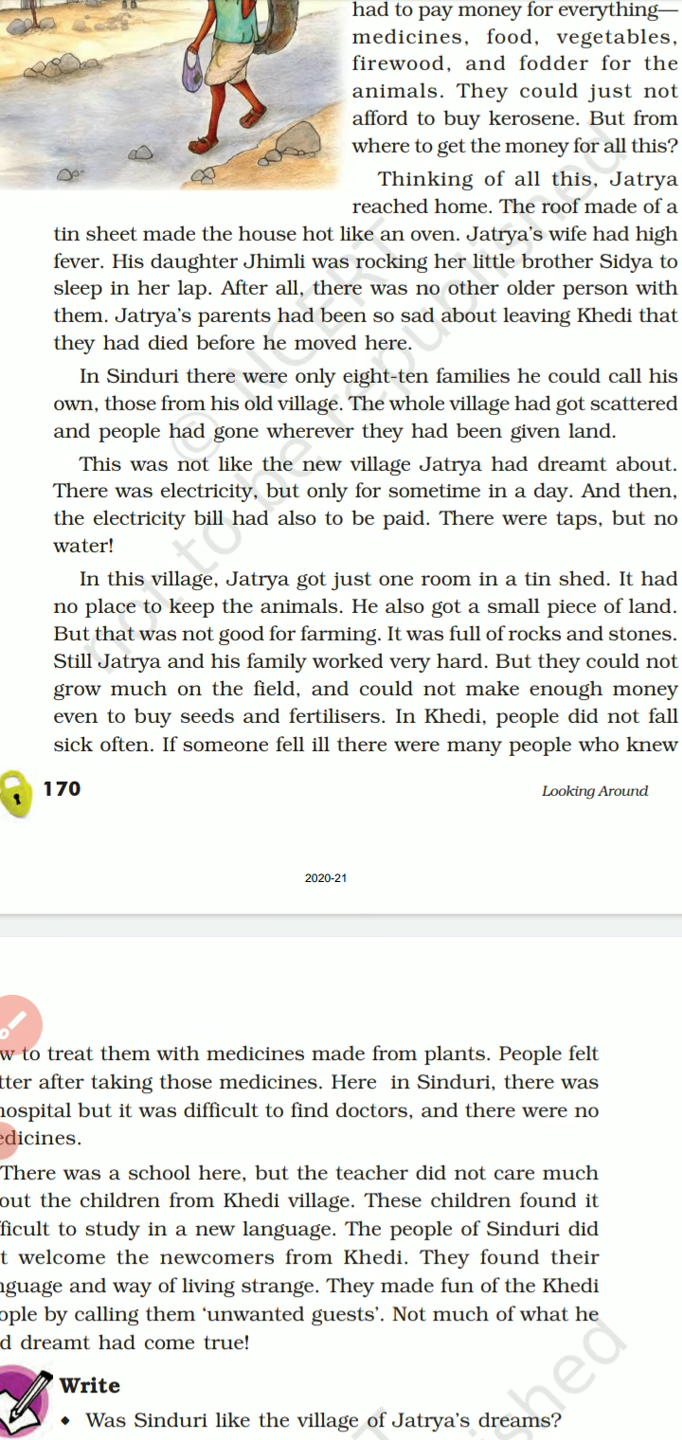 had to pay money for everything—
medicines, food, vegetables,
firewood, and fodder for the
animals. They could just not
afford to buy kerosene. But from
where to get the money for all this?
Thinking of all this, Jatrya
reached home. The roof made of a
tin sheet made the house hot like an oven. Jatrya's wife had high
fever. His daughter Jhimli was rocking her little brother Sidya to
sleep in her lap. After all, there was no other older person with
them. Jatrya's parents had been so sad about leaving Khedi that
they had died before he moved here.
In Sinduri there were only eight-ten families he could call his
own, those from his old village. The whole village had got scattered
and people had gone wherever they had been given land.
This was not like the new village Jatrya had dreamt about.
There was electricity, but only for sometime in a day. And then,
the electricity bill had also to be paid. There were taps, but no
water!
In this village, Jatrya got just one room in a tin shed. It had
no place to keep the animals. He also got a small piece of land.
But that was not good for farming. It was full of rocks and stones.
Still Jatrya and his family worked very hard. But they could not
grow much on the field, and could not make enough money
even to buy seeds and fertilisers. In Khedi, people did not fall
sick often. If someone fell ill there were many people who knew
170 Looking Around
2020-21
w to treat them with medicines made from plants. People felt
tter after taking those medicines. Here in Sinduri, there was
hospital but it was difficult to find doctors, and there were no
edicines.
There was a school here, but the teacher did not care much
out the children from Khedi village. These children found it
fficult to study in a new language. The people of Sinduri did
t welcome the newcomers from Khedi. They found their
nguage and way of living strange. They made fun of the Khedi
ople by calling them 'unwanted guests'. Not much of what he
d dreamt had come true!
Write
• Was Sinduri like the village of Jatrya's dreams?
© NCERT
not to be republished
shed